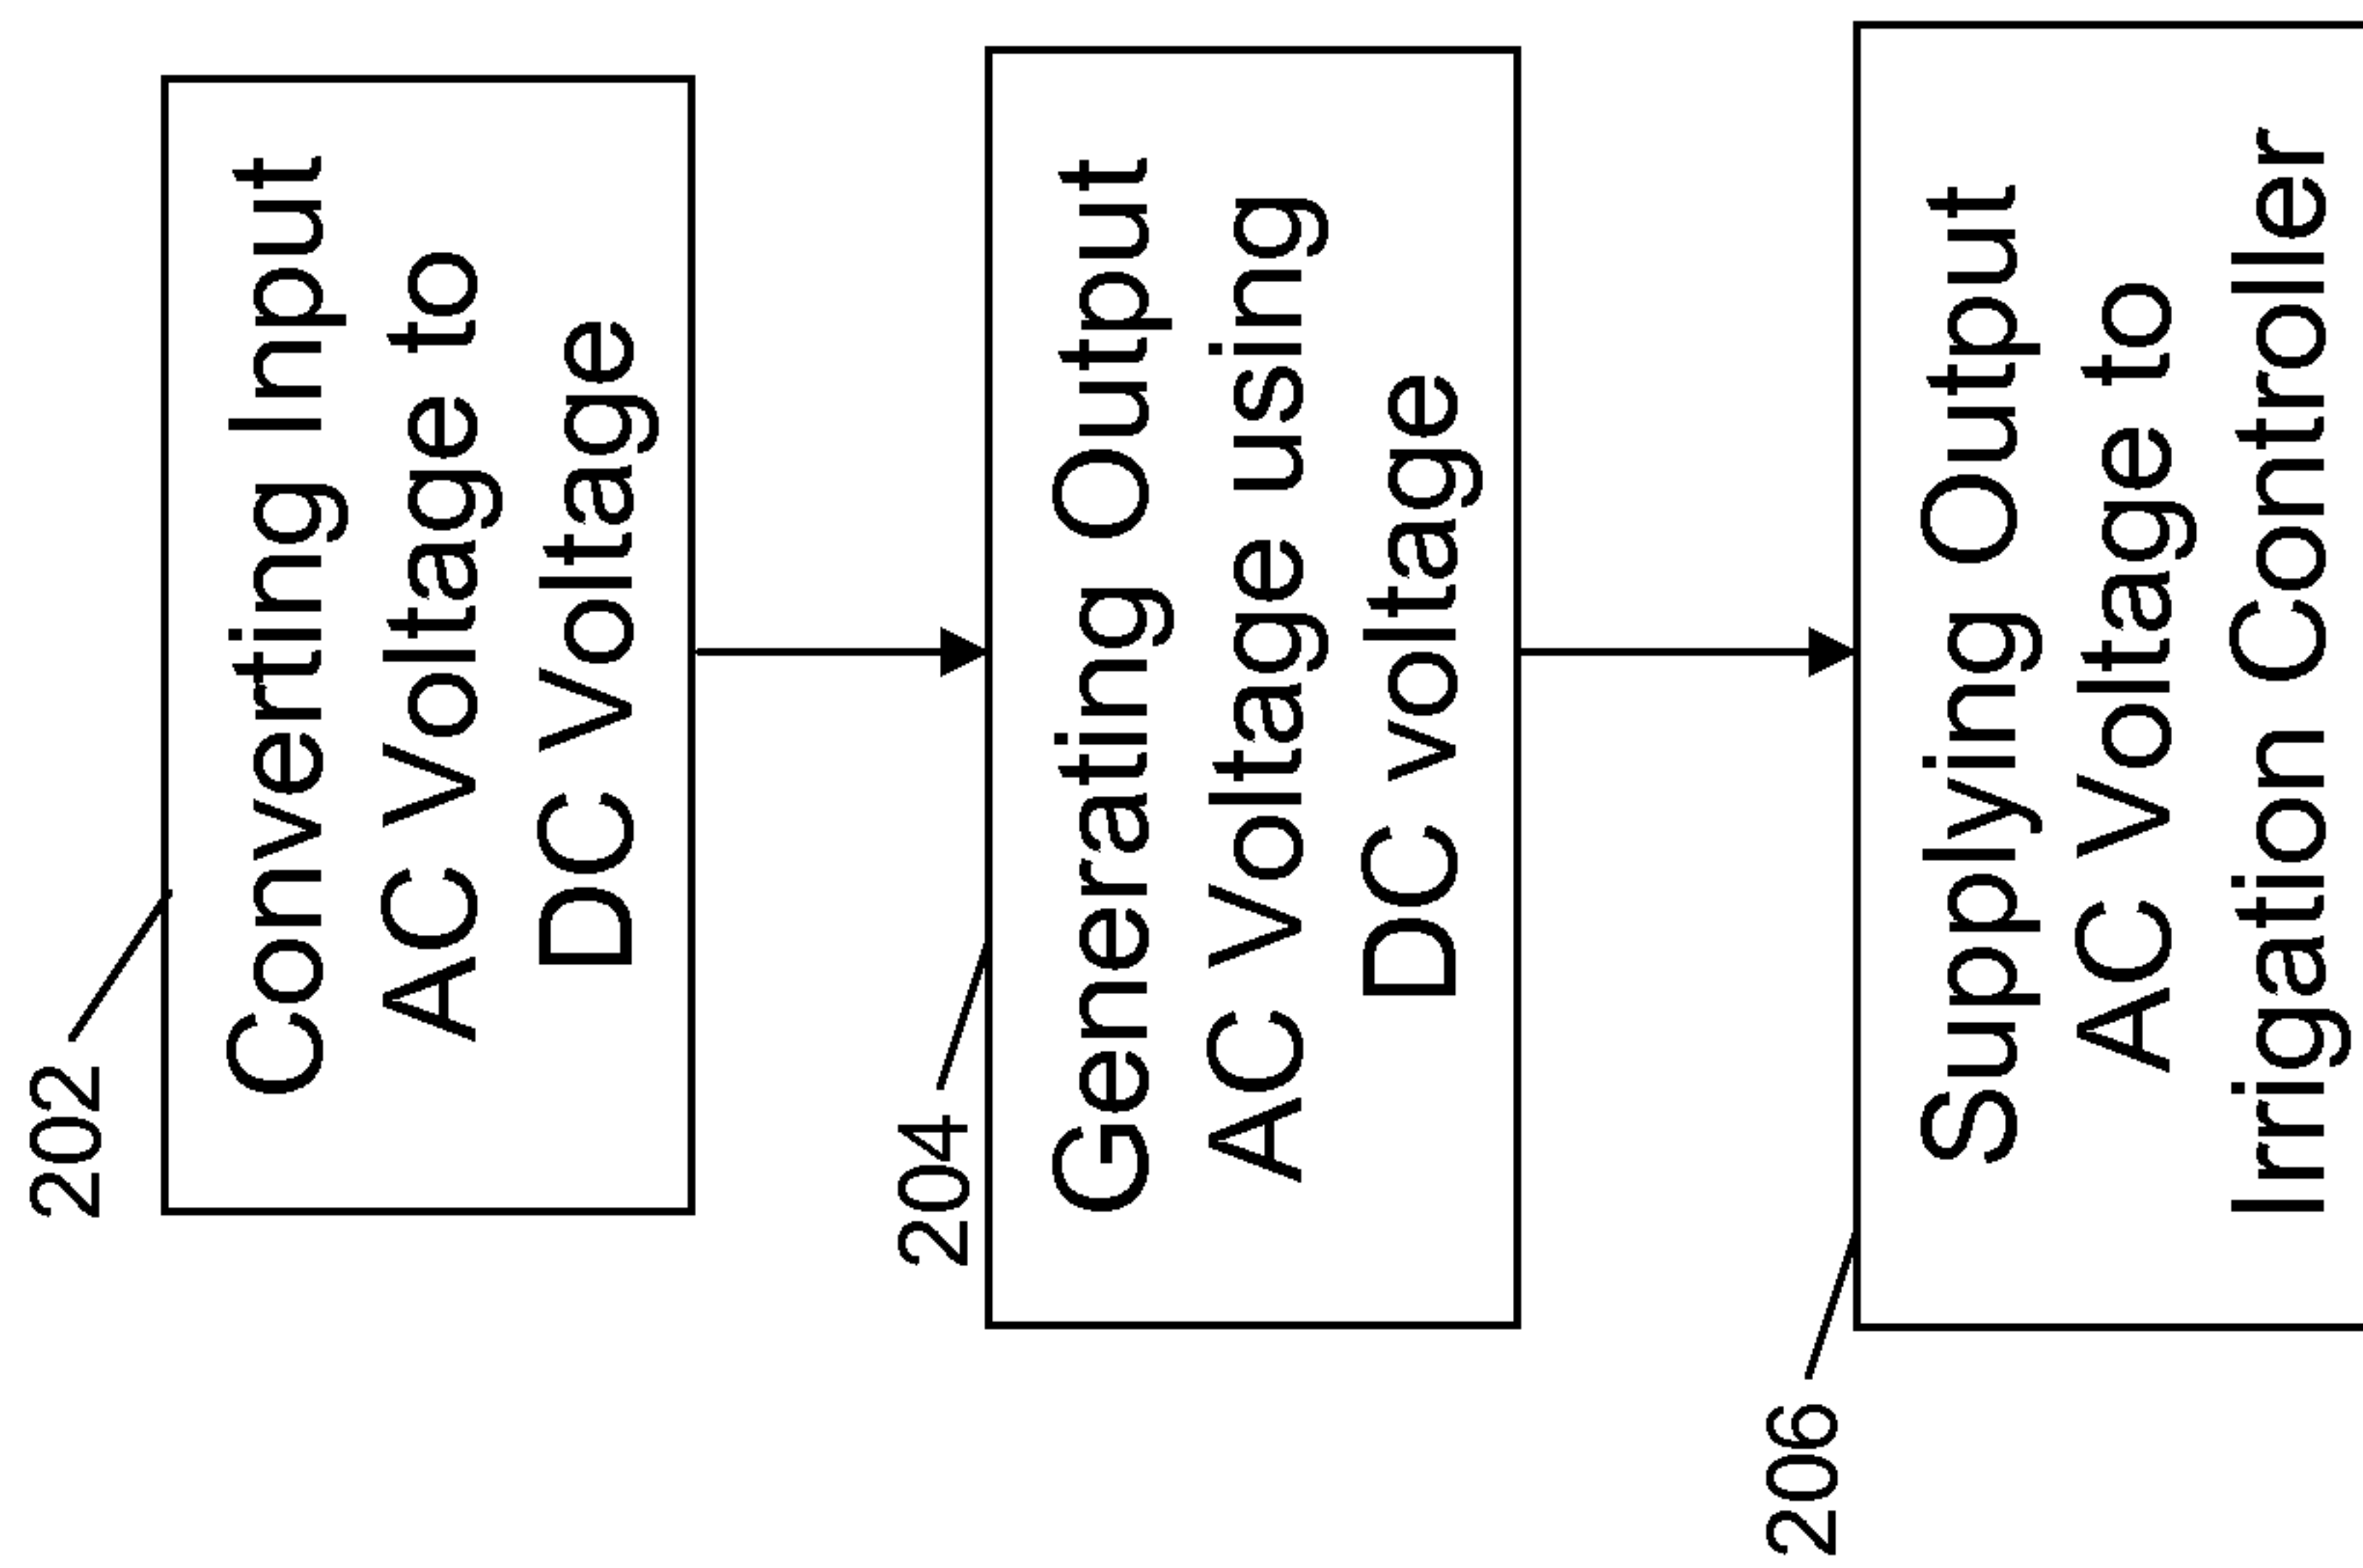 202
Converting Input
AC Voltage to
DC Voltage
204
Generating Output
AC Voltage using
DC voltage
206
Supplying Output
AC Voltage to
Irrigation Controller